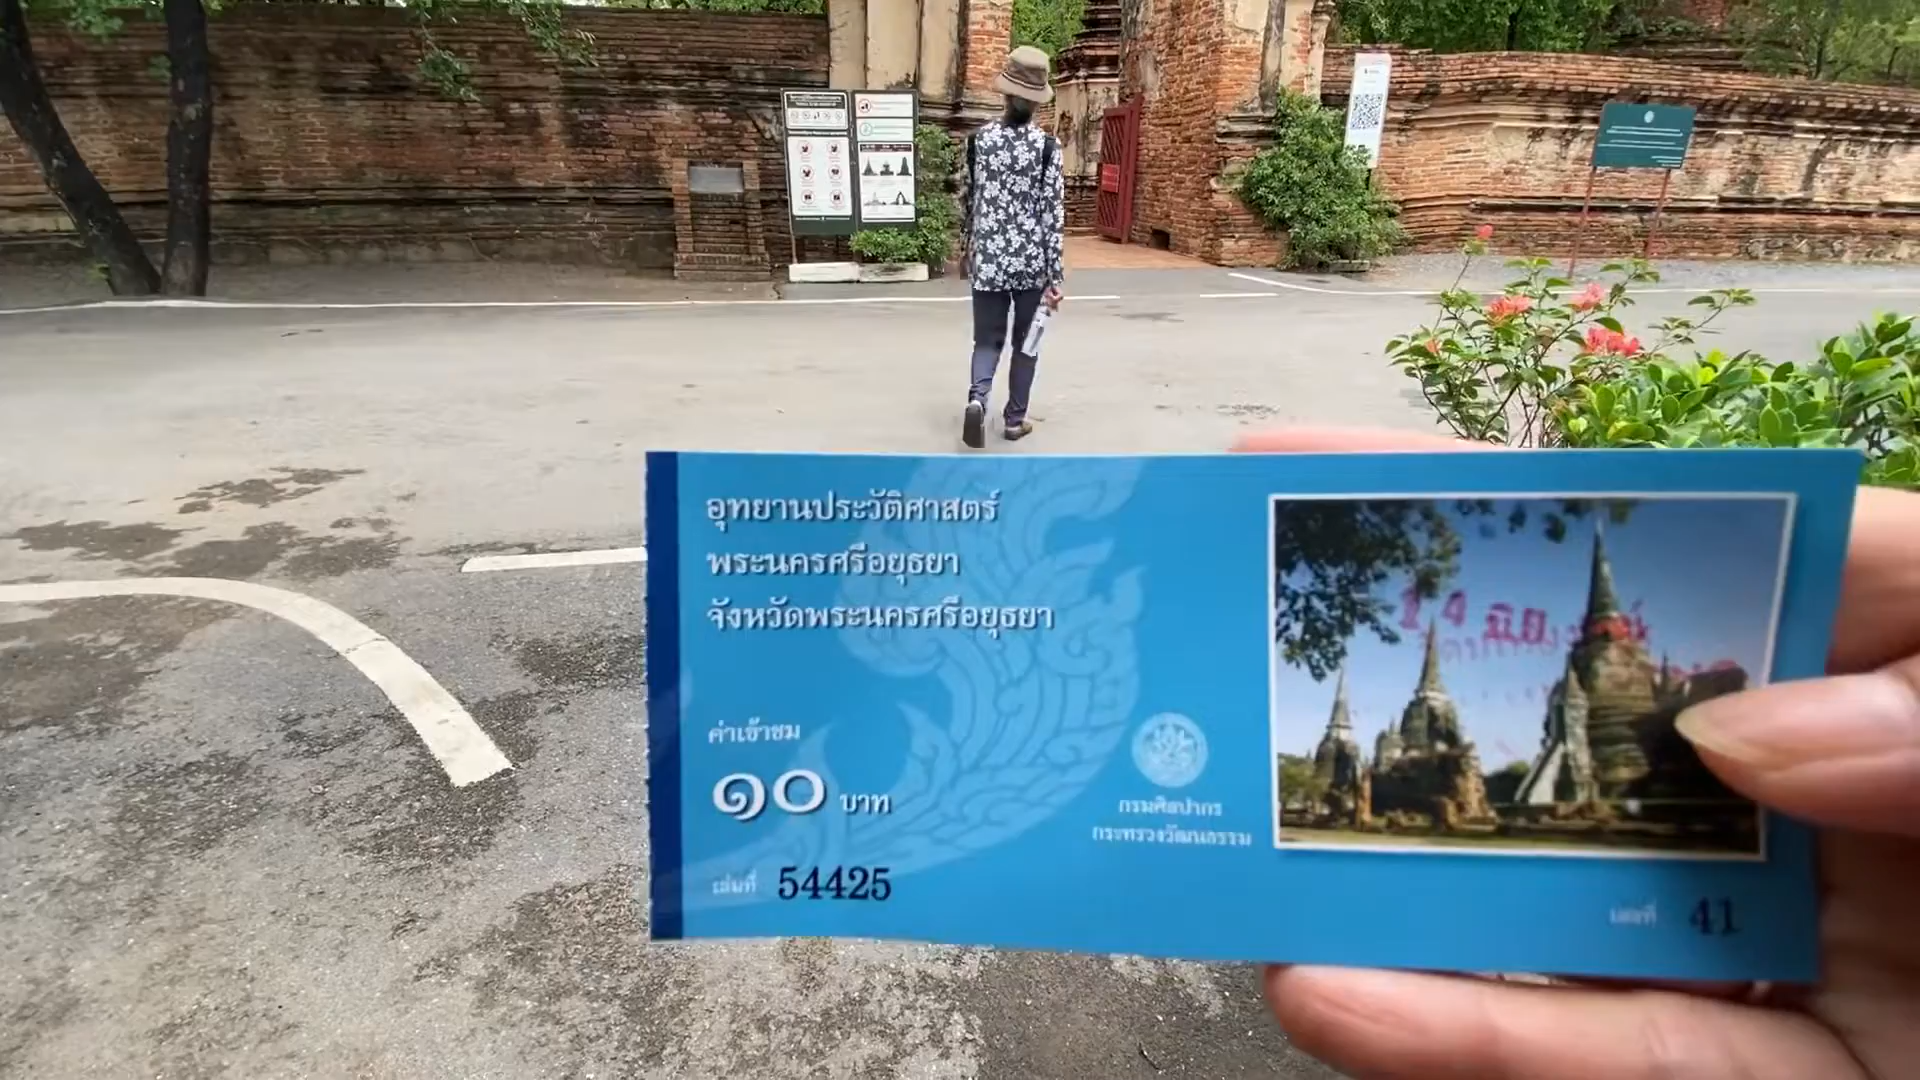 อุทยานประวัติศาสตร์
พระนครศรีอยุธยา
จังหวัดพระนครศรีอยุธยา
ค่าเข้าชม
๑๐ บาท
เล่มที่ 54425
กรมศิลปากร
กระทรวงวัฒนธรรม
14 มิ.ย.
เลขที่ 41